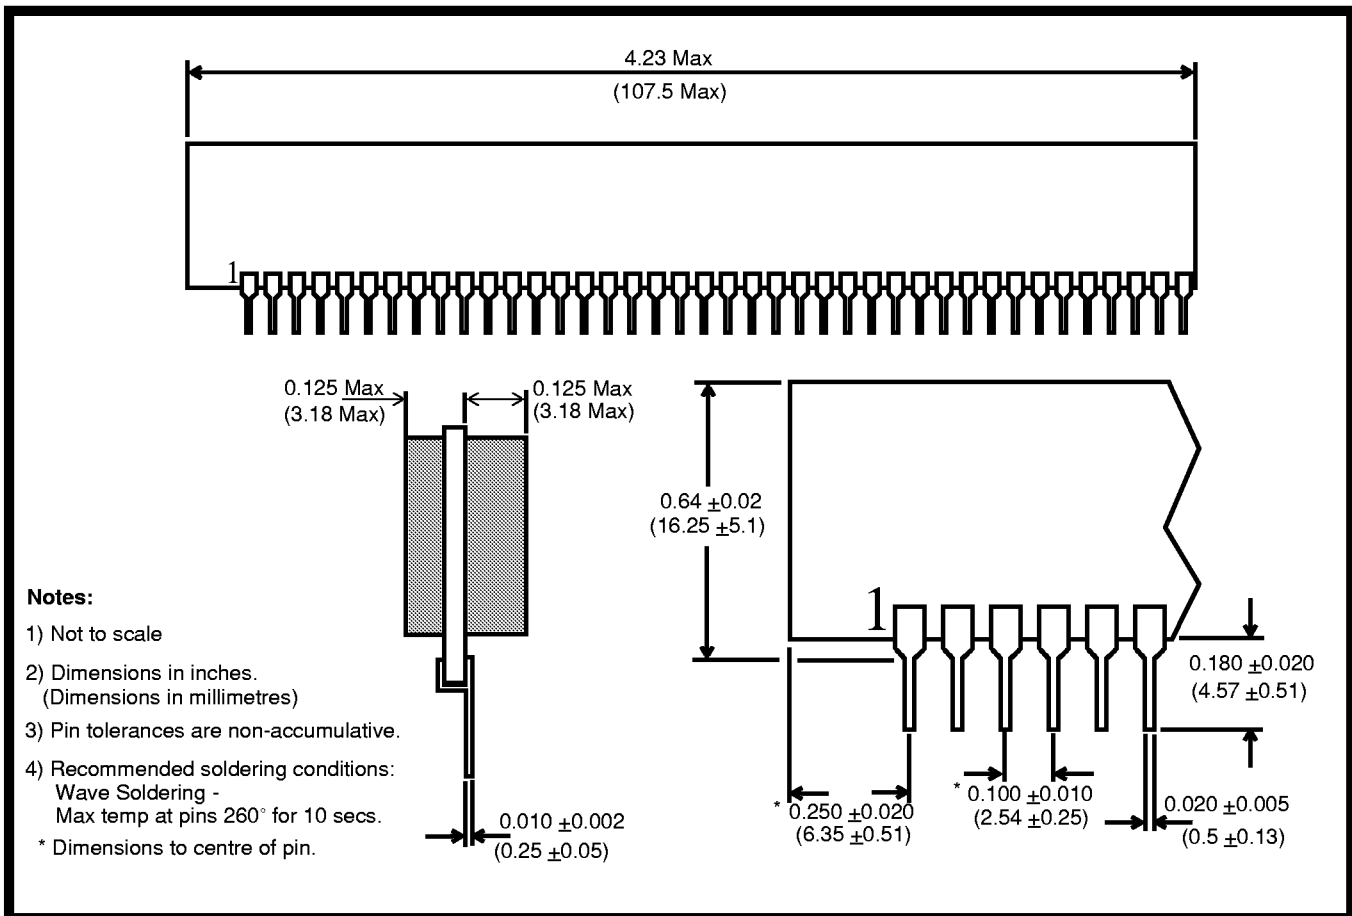 4.23 Max
(107.5 Max)
1
0.125 Max
(3.18 Max)
0.125 Max
(3.18 Max)
0.64 ±0.02
(16.25 ±5.1)
1
0.180 ±0.020
(4.57 ±0.51)
* 0.250 ±0.020
(6.35 ±0.51)
* 0.100 ±0.010
(2.54 ±0.25)
0.020 ±0.005
(0.5 ±0.13)
0.010 ±0.002
(0.25 ±0.05)
Notes:
1) Not to scale
2) Dimensions in inches.
(Dimensions in millimetres)
3) Pin tolerances are non-accumulative.
4) Recommended soldering conditions:
Wave Soldering -
Max temp at pins 260° for 10 secs.
* Dimensions to centre of pin.